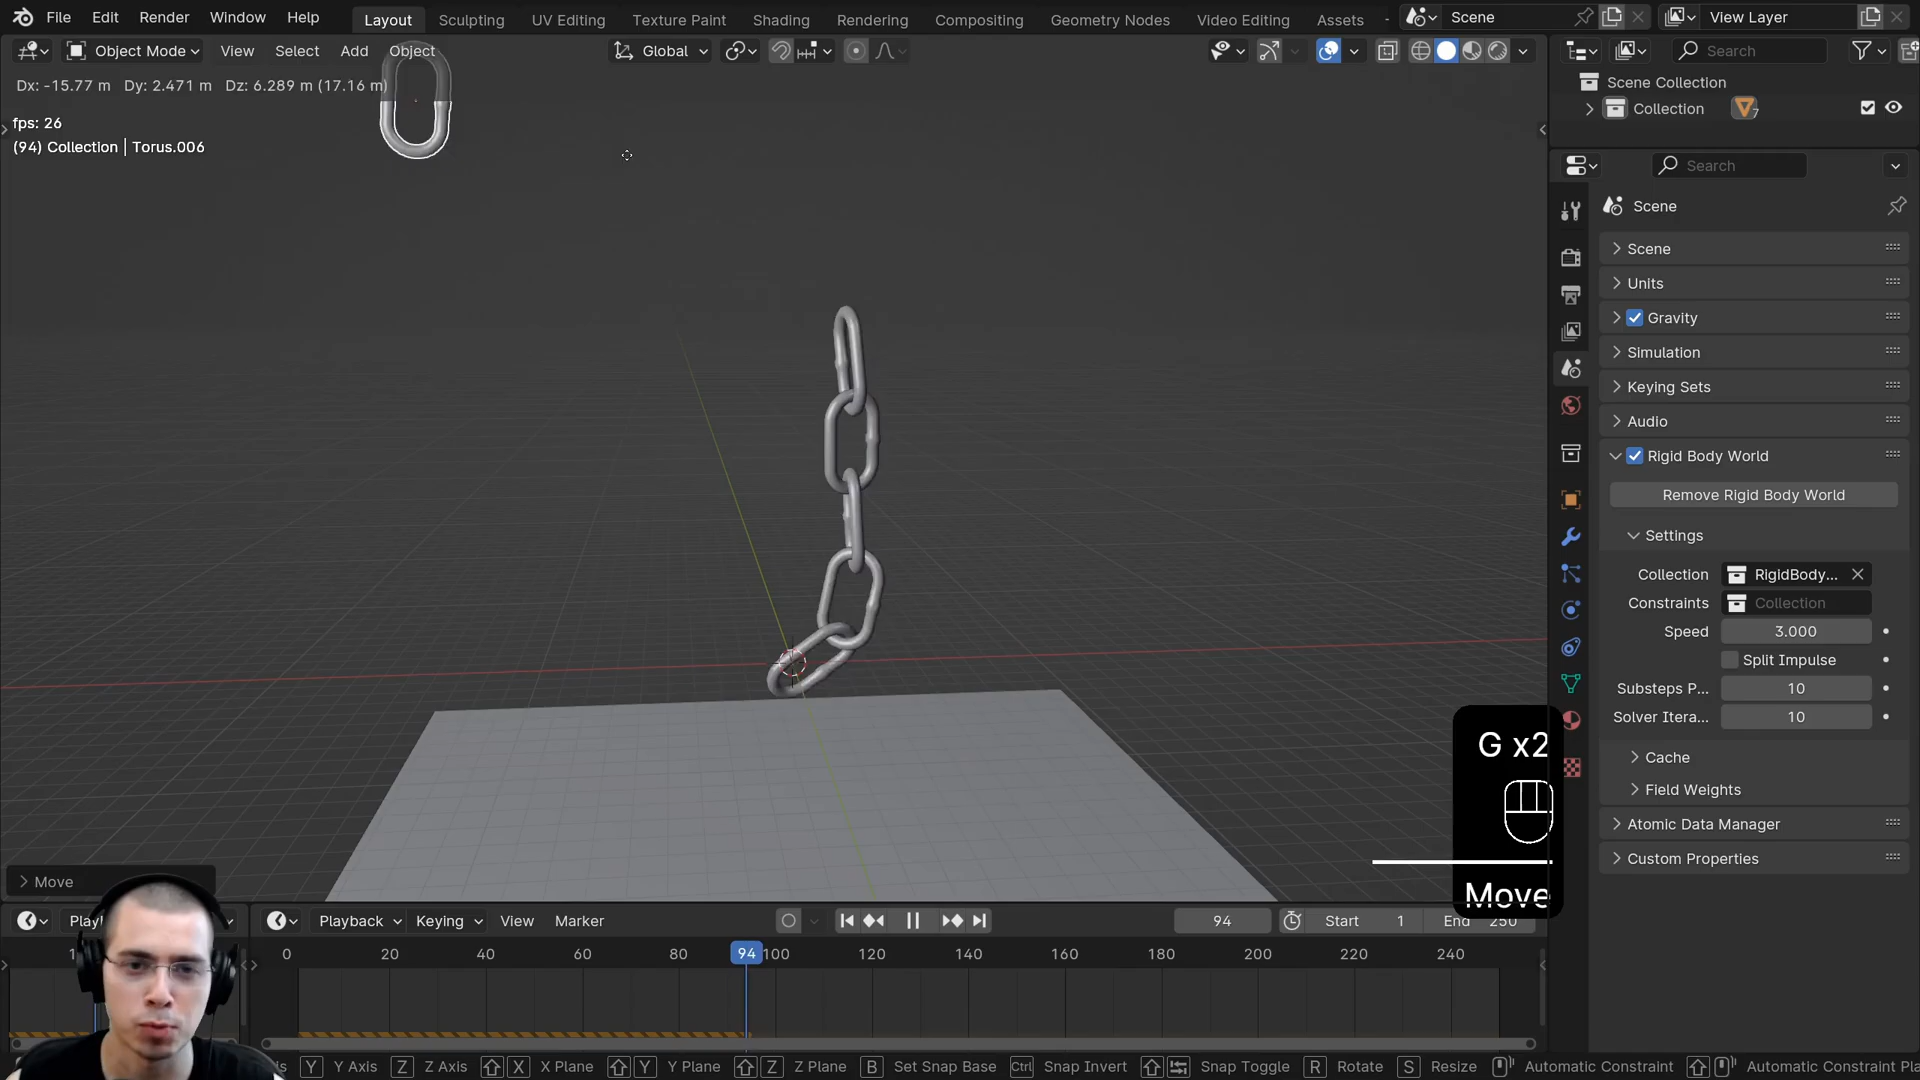 File Edit Render Window Help Layout Sculpting UV Editing Texture Paint Shading Rendering Compositing Geometry Nodes Video Editing Assets Scene View Layer
Object Mode View Select Add Object Global Search
Dx: -15.77 m Dy: 2.471 m Dz: 6.289 m (17.16 m)
fps: 26
(94) Collection | Torus.006
Scene Collection
Collection 7
Search
Scene
Scene
Units
Gravity
Simulation
Keying Sets
Audio
Rigid Body World
Remove Rigid Body World
Settings
Collection RigidBody...
Constraints Collection
Speed 3.000
Split Impulse
Substeps P... 10
Solver Itera... 10
Cache
Field Weights
Atomic Data Manager
Custom Properties
G x2
Move
Move
Playback Keying View Marker 94 Start 1 End 250
0 20 40 60 80 94 100 120 140 160 180 200 220 240
Y Y Axis Z Z Axis X X Plane Y Y Plane Z Z Plane B Set Snap Base Ctrl Snap Invert Snap Toggle R Rotate S Resize Automatic Constraint Automatic Constraint Pla